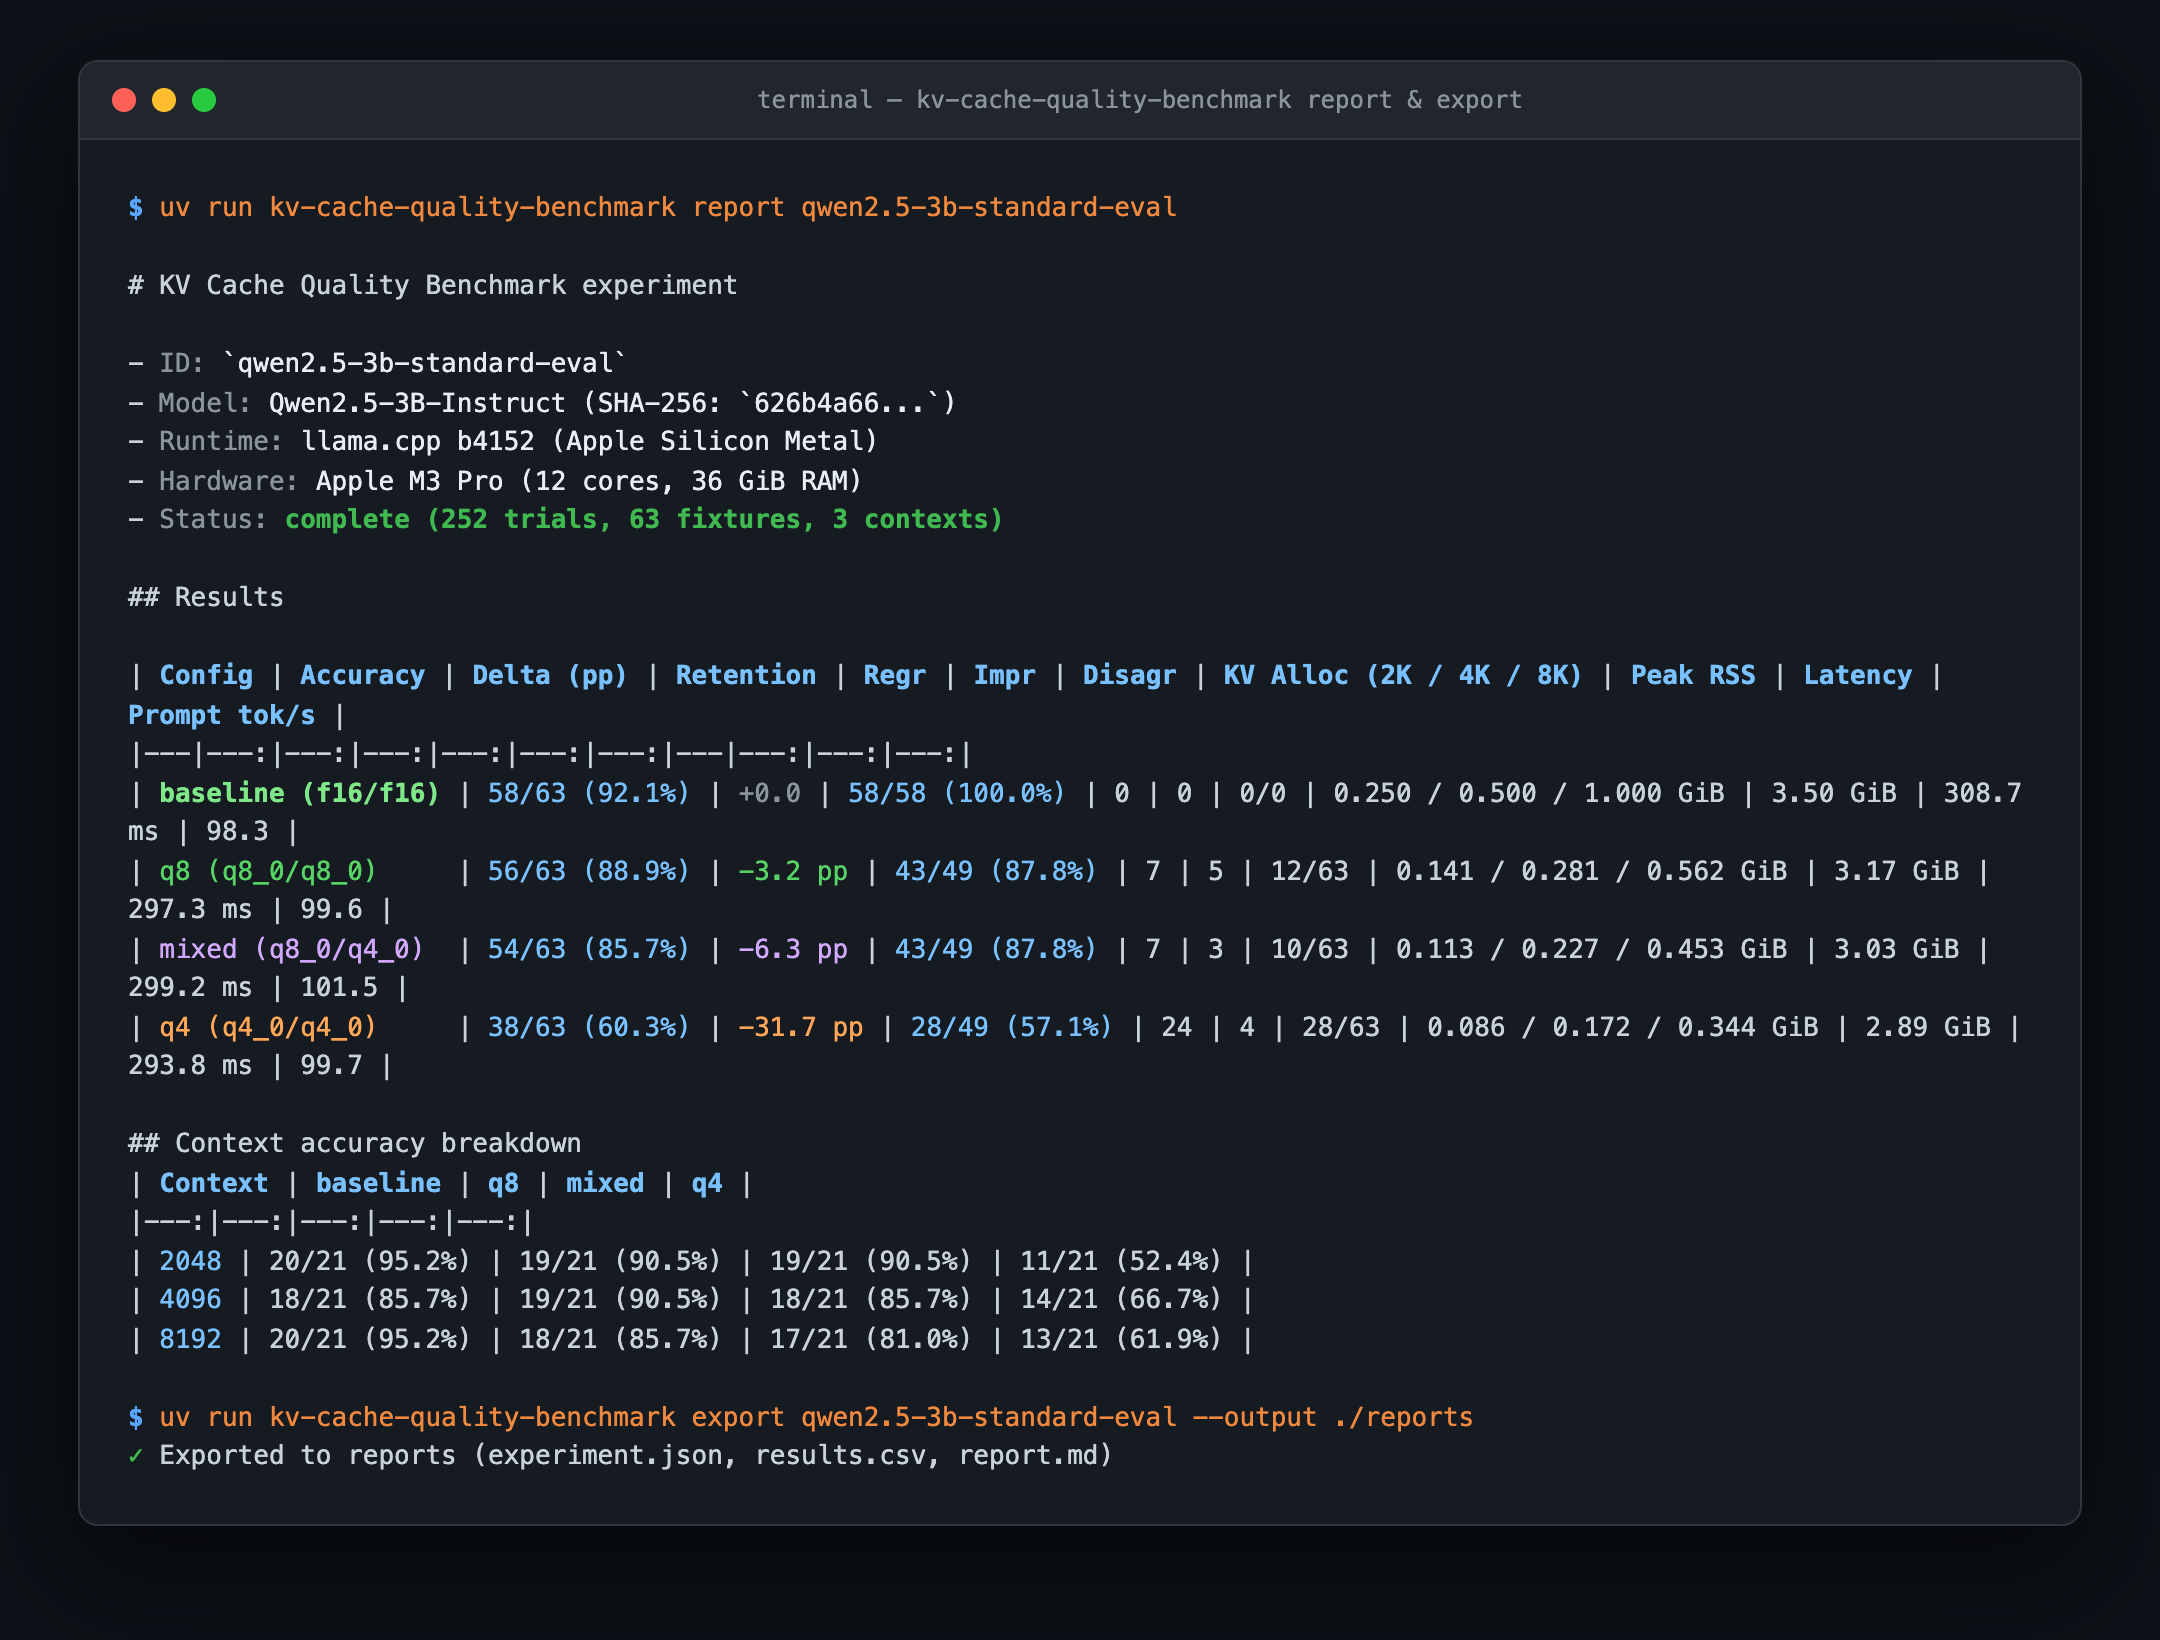 terminal — kv-cache-quality-benchmark report & export
$ uv run kv-cache-quality-benchmark report qwen2.5-3b-standard-eval
# KV Cache Quality Benchmark experiment
- ID: `qwen2.5-3b-standard-eval`
- Model: Qwen2.5-3B-Instruct (SHA-256: `626b4a66...`)
- Runtime: llama.cpp b4152 (Apple Silicon Metal)
- Hardware: Apple M3 Pro (12 cores, 36 GiB RAM)
- Status: complete (252 trials, 63 fixtures, 3 contexts)
## Results
| Config | Accuracy | Delta (pp) | Retention | Regr | Impr | Disagr | KV Alloc (2K / 4K / 8K) | Peak RSS | Latency |
Prompt tok/s |
|---|---:|---:|---:|---:|---:|---:|---|---:|---:|---:|
| baseline (f16/f16) | 58/63 (92.1%) | +0.0 | 58/58 (100.0%) | 0 | 0 | 0/0 | 0.250 / 0.500 / 1.000 GiB | 3.50 GiB | 308.7
ms | 98.3 |
| q8 (q8_0/q8_0)     | 56/63 (88.9%) | -3.2 pp | 43/49 (87.8%) | 7 | 5 | 12/63 | 0.141 / 0.281 / 0.562 GiB | 3.17 GiB |
297.3 ms | 99.6 |
| mixed (q8_0/q4_0)  | 54/63 (85.7%) | -6.3 pp | 43/49 (87.8%) | 7 | 3 | 10/63 | 0.113 / 0.227 / 0.453 GiB | 3.03 GiB |
299.2 ms | 101.5 |
| q4 (q4_0/q4_0)     | 38/63 (60.3%) | -31.7 pp | 28/49 (57.1%) | 24 | 4 | 28/63 | 0.086 / 0.172 / 0.344 GiB | 2.89 GiB |
293.8 ms | 99.7 |
## Context accuracy breakdown
| Context | baseline | q8 | mixed | q4 |
|---:|---:|---:|---:|---:|
| 2048 | 20/21 (95.2%) | 19/21 (90.5%) | 19/21 (90.5%) | 11/21 (52.4%) |
| 4096 | 18/21 (85.7%) | 19/21 (90.5%) | 18/21 (85.7%) | 14/21 (66.7%) |
| 8192 | 20/21 (95.2%) | 18/21 (85.7%) | 17/21 (81.0%) | 13/21 (61.9%) |
$ uv run kv-cache-quality-benchmark export qwen2.5-3b-standard-eval --output ./reports
✓ Exported to reports (experiment.json, results.csv, report.md)